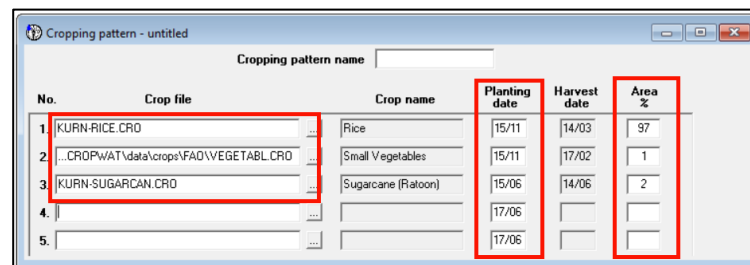 Cropping pattern - untitled
Cropping pattern name
No. Crop file Crop name Planting date Harvest date Area %
1. KURN-RICE.CRO ... Rice 15/11 14/03 97
2. ...CROPWAT\data\crops\FAO\VEGETABL.CRO ... Small Vegetables 15/11 17/02 1
3. KURN-SUGARCAN.CRO ... Sugarcane (Ratoon) 15/06 14/06 2
4. ... 17/06
5. ... 17/06